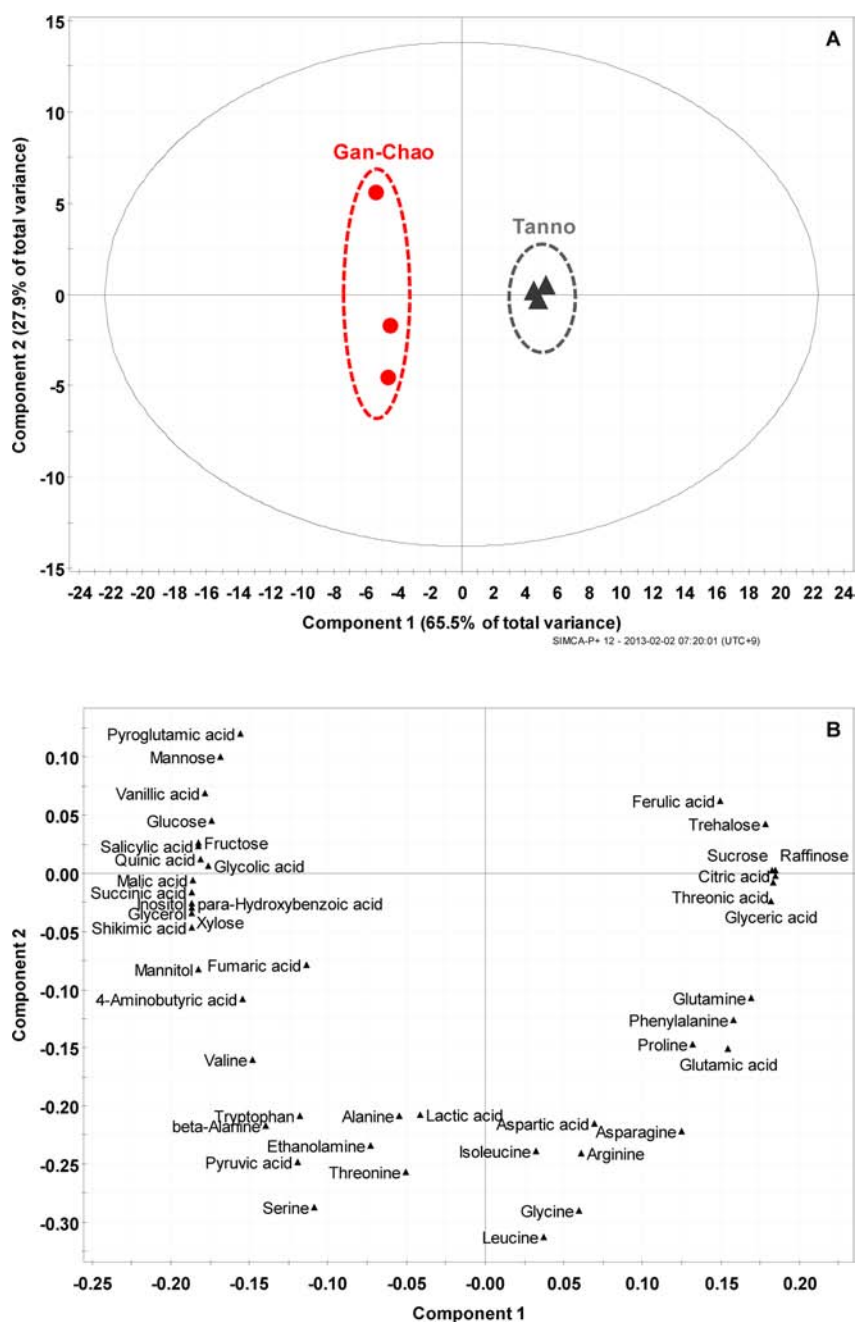 A
15
10
5
0
-5
-10
-15
Component 2 (27.9% of total variance)
Gan-Chao
Tanno
-24 -22 -20 -18 -16 -14 -12 -10 -8 -6 -4 -2 0 2 4 6 8 10 12 14 16 18 20 22 24
Component 1 (65.5% of total variance)
SIMCA-P+ 12 - 2013-02-02 07:20:01 (UTC+9)
B
0.10
0.05
0.00
-0.05
-0.10
-0.15
-0.20
-0.25
-0.30
Component 2
Pyroglutamic acid
Mannose
Vanillic acid
Ferulic acid
Glucose
Trehalose
Salicylic acid Fructose
Quinic acid Glycolic acid
Sucrose Raffinose
Malic acid
Citric acid
Succinic acid
Threonic acid
Inositol para-Hydroxybenzoic acid
Glycerol
Glyceric acid
Shikimic acid Xylose
Mannitol Fumaric acid
4-Aminobutyric acid
Glutamine
Phenylalanine
Proline
Valine
Glutamic acid
Tryptophan Alanine Lactic acid
beta-Alanine
Aspartic acid
Asparagine
Ethanolamine
Isoleucine Arginine
Pyruvic acid
Threonine
Serine
Glycine
Leucine
-0.25 -0.20 -0.15 -0.10 -0.05 -0.00 0.05 0.10 0.15 0.20
Component 1